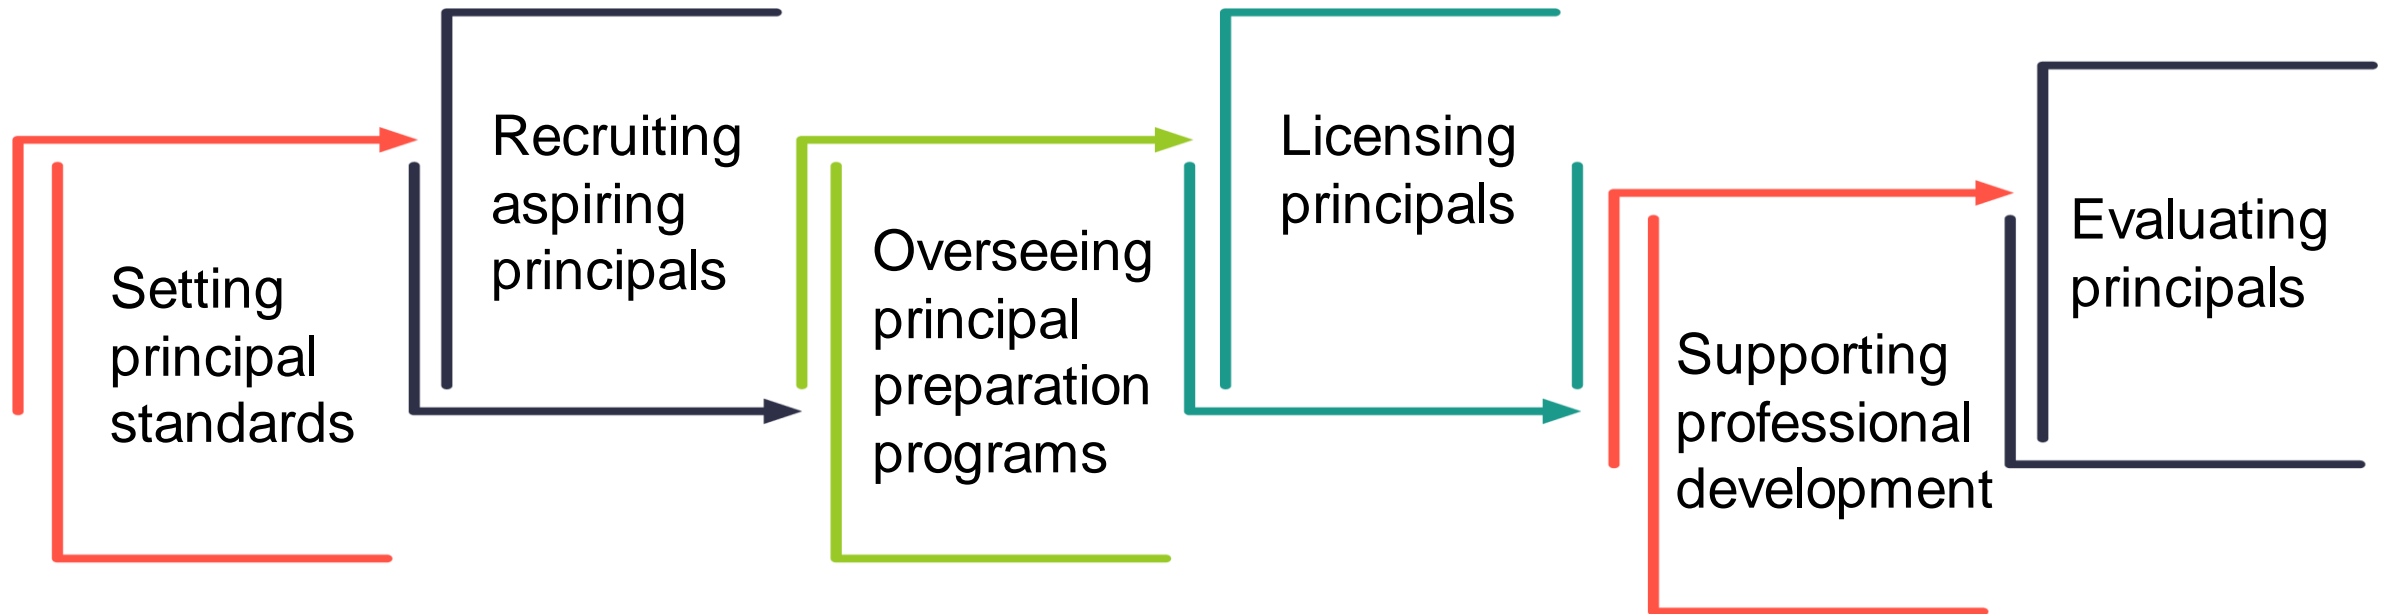 Setting
principal
standards
Recruiting
aspiring
principals
Overseeing
principal
preparation
programs
Licensing
principals
Supporting
professional
development
Evaluating
principals